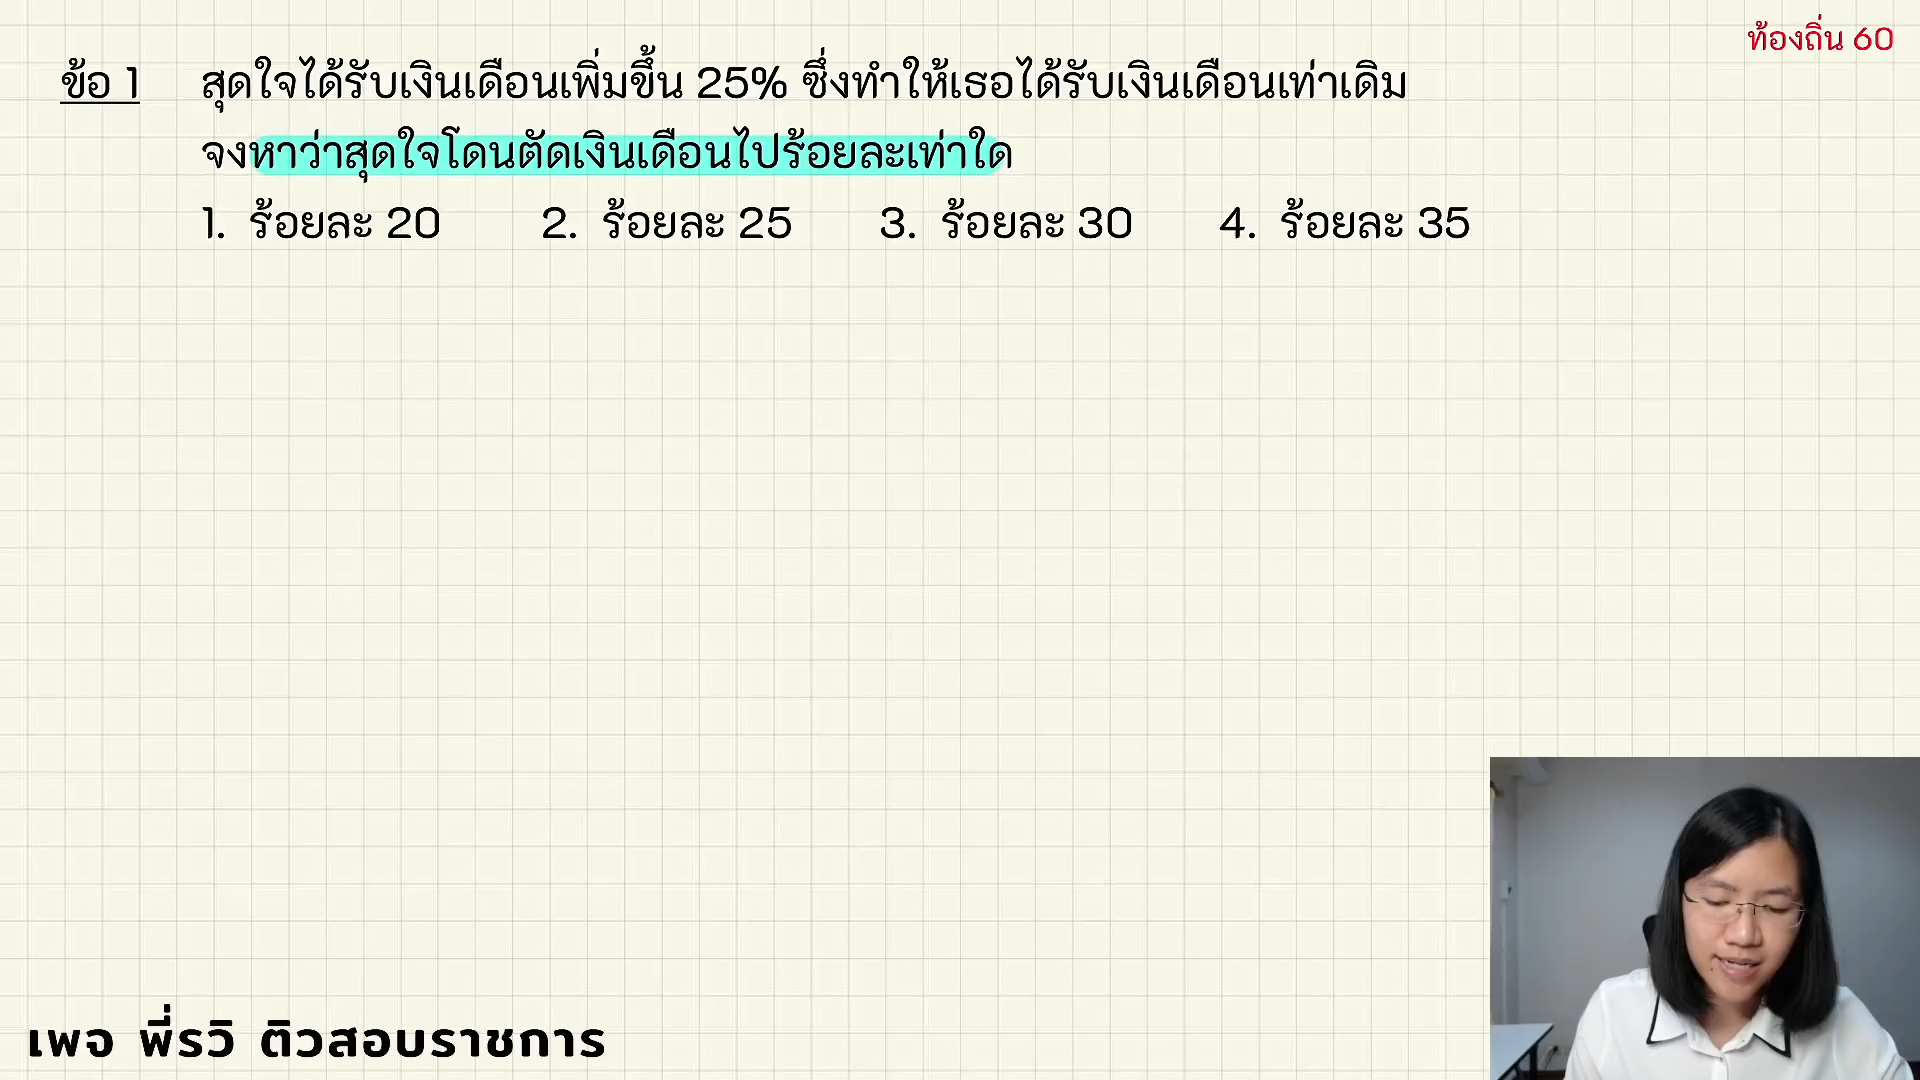 ท้องถิ่น 60
ข้อ 1 สุดใจได้รับเงินเดือนเพิ่มขึ้น 25% ซึ่งทำให้เธอได้รับเงินเดือนเท่าเดิม
จงหาว่าสุดใจโดนตัดเงินเดือนไปร้อยละเท่าใด
1. ร้อยละ 20 2. ร้อยละ 25 3. ร้อยละ 30 4. ร้อยละ 35
เพจ พี่รวิ ติวสอบราชการ